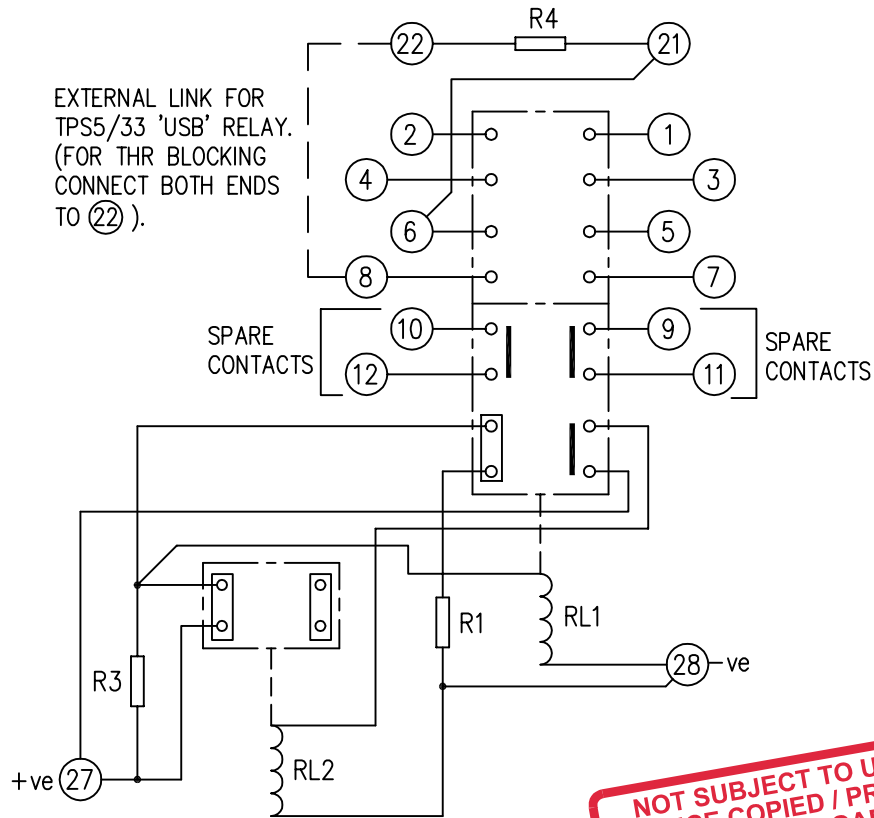 R4
22
21
EXTERNAL LINK FOR
TPS5/33 'USB' RELAY.
(FOR THR BLOCKING
CONNECT BOTH ENDS
TO 22 ).
2
1
4
3
6
5
8
7
SPARE
CONTACTS
10
9
12
11
SPARE
CONTACTS
R1
RL1
R3
28 -ve
RL2
+ve 27
NOT SUBJECT TO
COPIED /